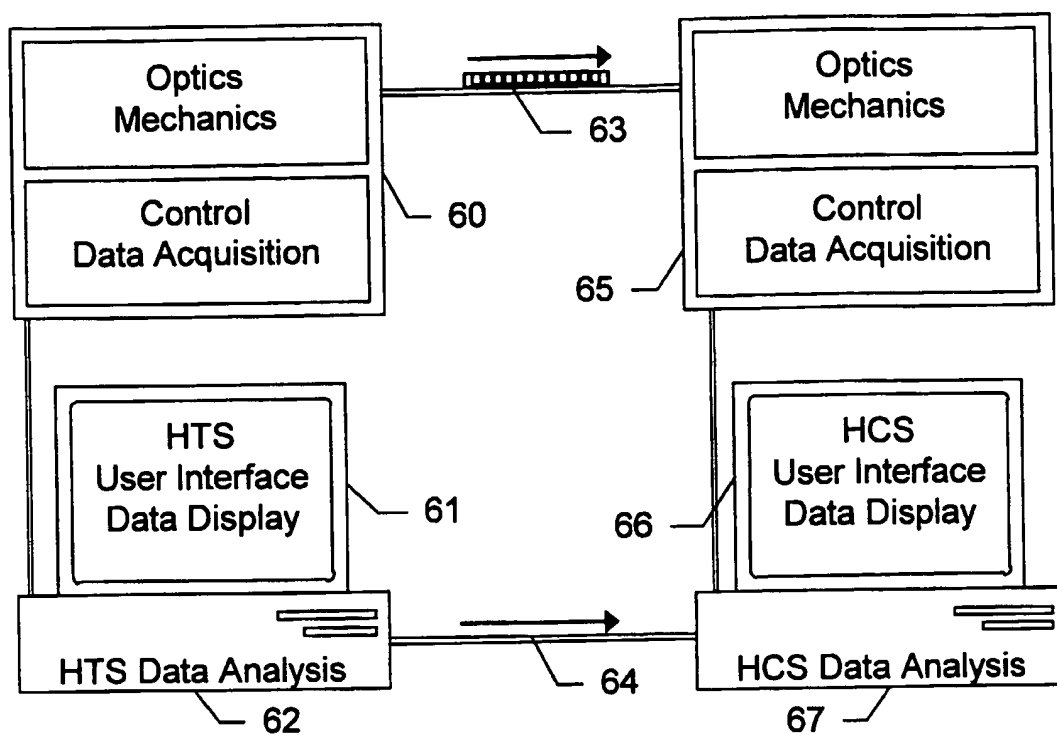 Optics
Mechanics
Control
Data Acquisition
60
63
Optics
Mechanics
Control
Data Acquisition
65
HTS
User Interface
Data Display
61
HTS Data Analysis
62
64
HCS
User Interface
Data Display
66
HCS Data Analysis
67